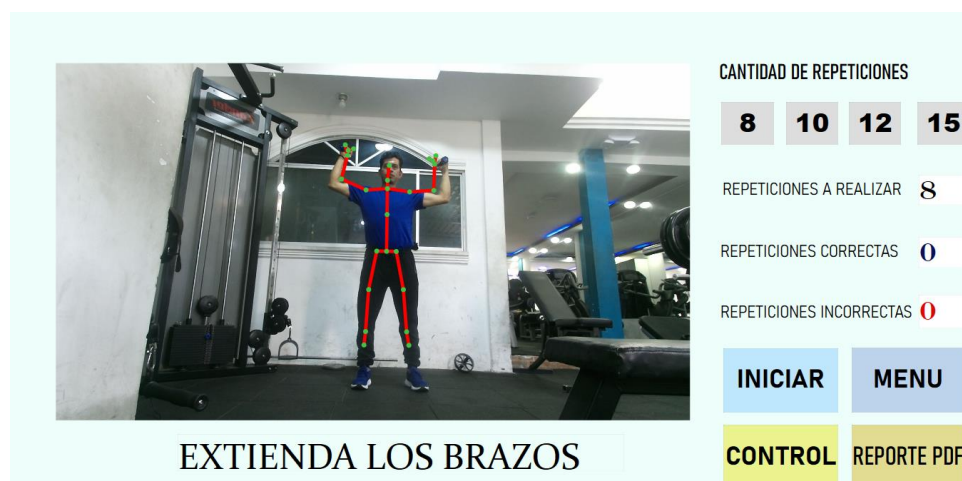 CANTIDAD DE REPETICIONES
8 10 12 15
REPETICIONES A REALIZAR 8
REPETICIONES CORRECTAS 0
REPETICIONES INCORRECTAS 0
INICIAR MENU
CONTROL REPORTE PDF
EXTIENDA LOS BRAZOS